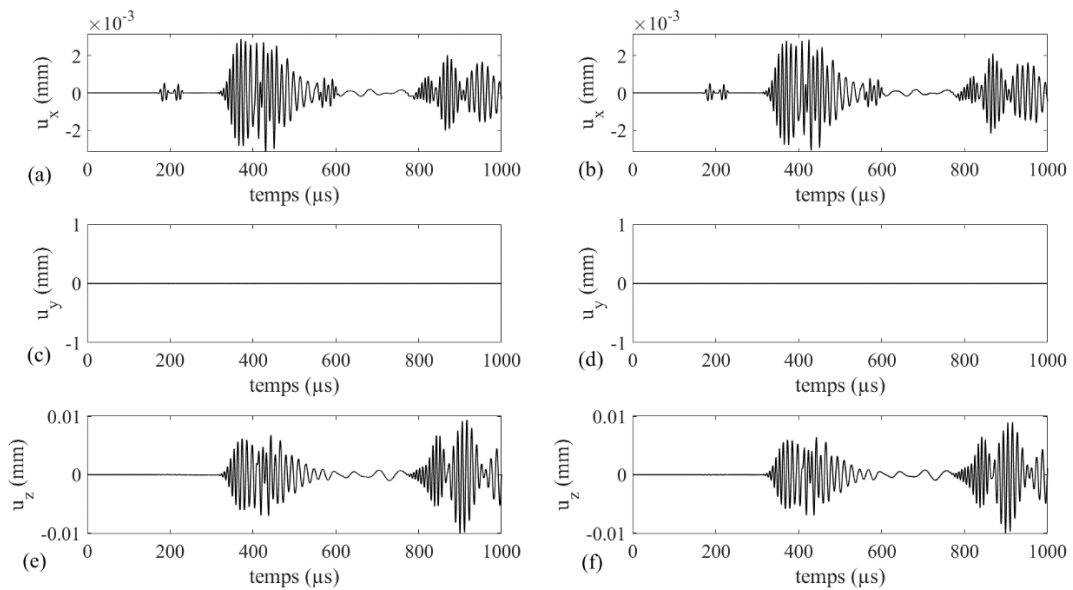 ×10⁻³ ×10⁻³
2 2
0 0
-2 -2
u_x (mm) u_x (mm)
0 200 400 600 800 1000 0 200 400 600 800 1000
(a) temps (µs) (b) temps (µs)
1 1
0 0
-1 -1
u_y (mm) u_y (mm)
0 200 400 600 800 1000 0 200 400 600 800 1000
(c) temps (µs) (d) temps (µs)
0.01 0.01
0 0
-0.01 -0.01
u_z (mm) u_z (mm)
0 200 400 600 800 1000 0 200 400 600 800 1000
(e) temps (µs) (f) temps (µs)